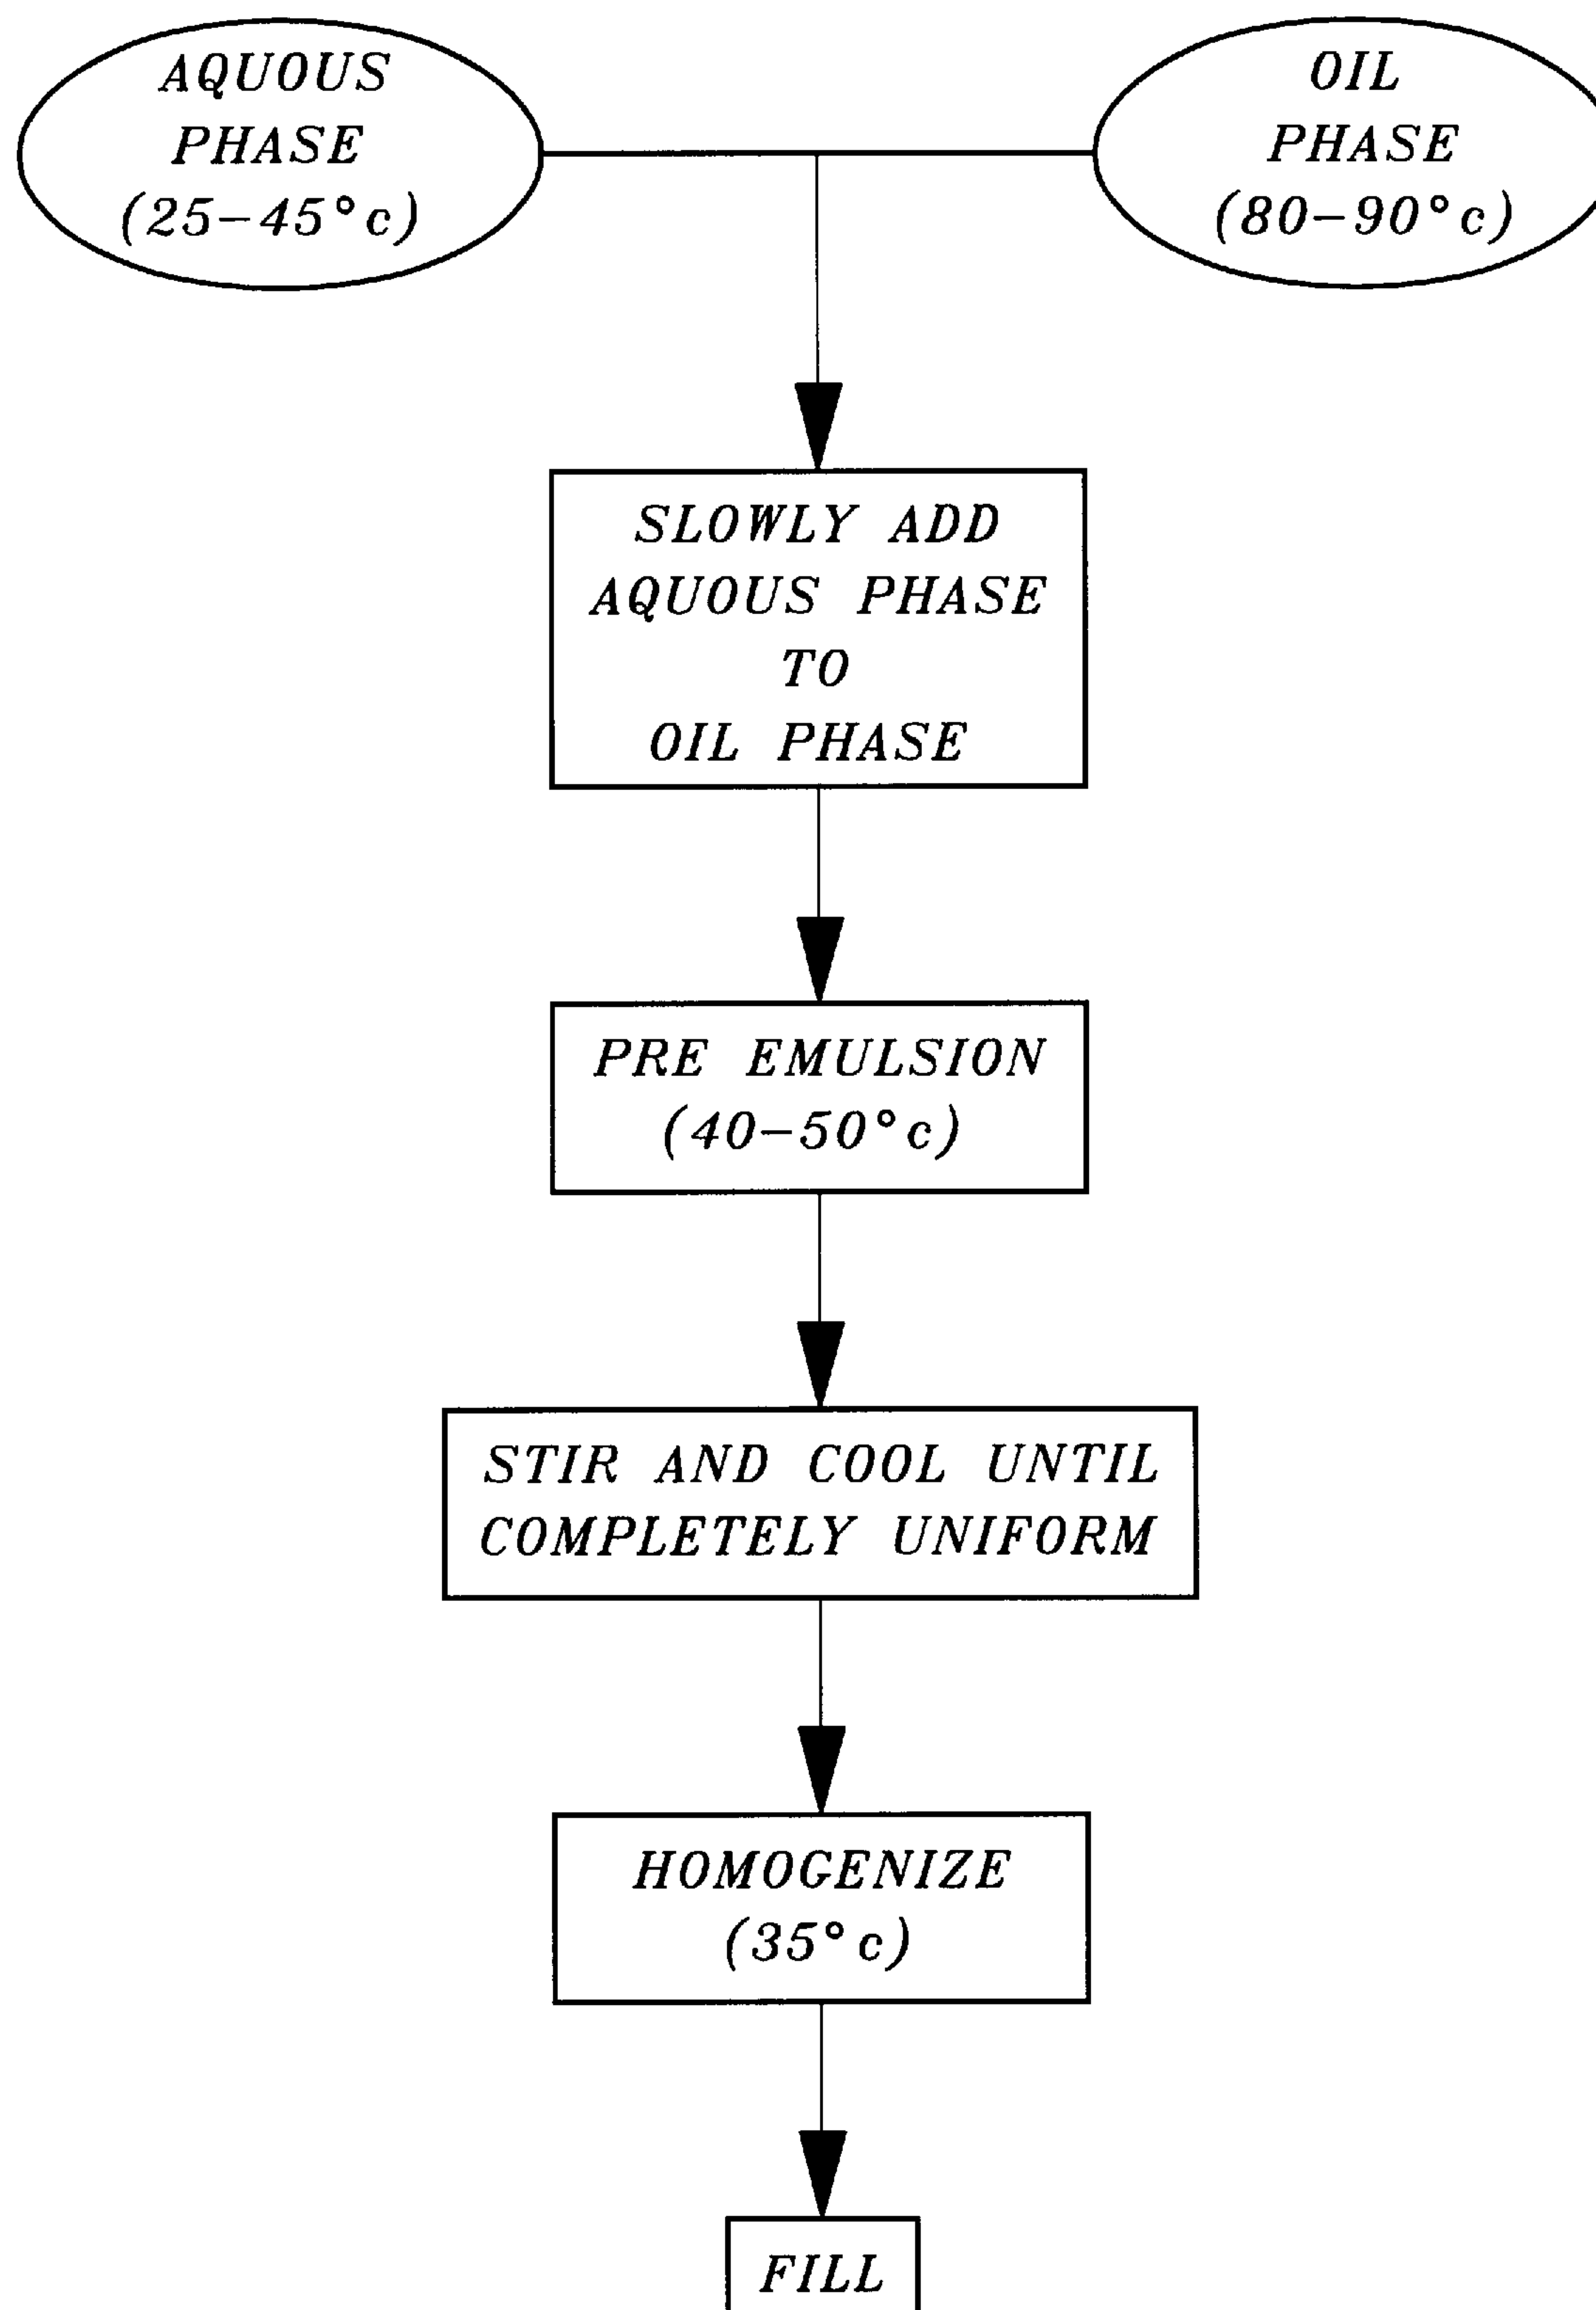 AQUOUS
PHASE
(25-45°c)
OIL
PHASE
(80-90°c)
SLOWLY ADD
AQUOUS PHASE
TO
OIL PHASE
PRE EMULSION
(40-50°c)
STIR AND COOL UNTIL
COMPLETELY UNIFORM
HOMOGENIZE
(35°c)
FILL